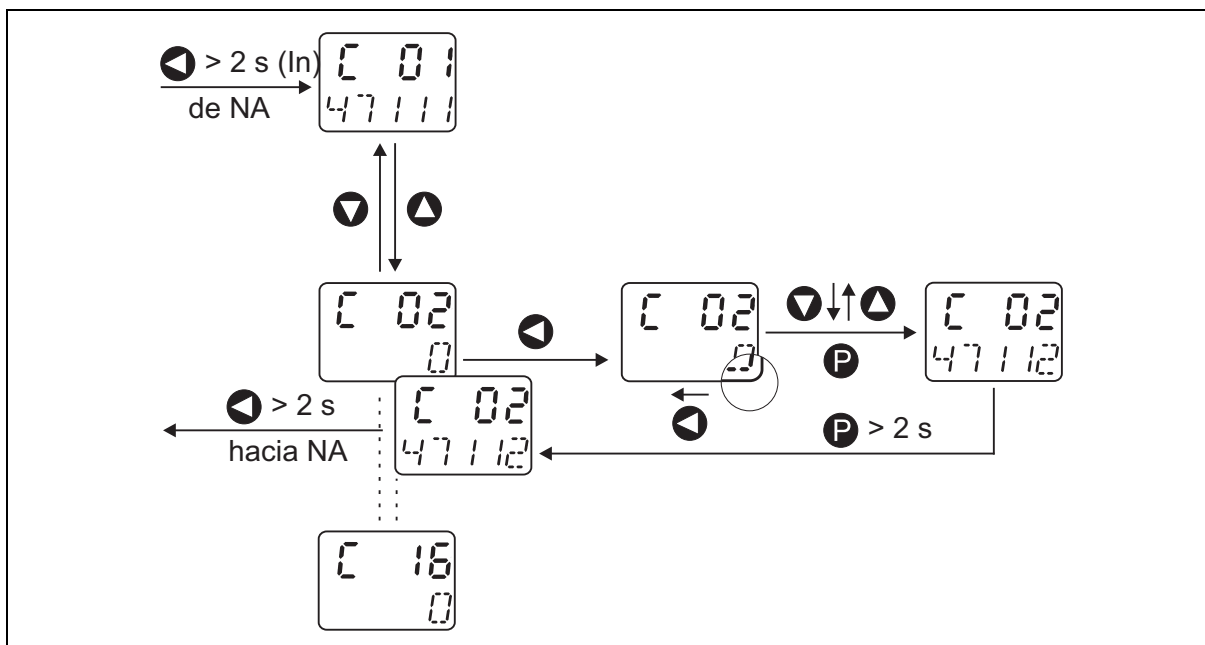 > 2 s (In)
de NA
C 01
47111
C 02
0
C 02
0
P
C 02
47112
> 2 s
hacia NA
C 02
47112
P > 2 s
C 16
0